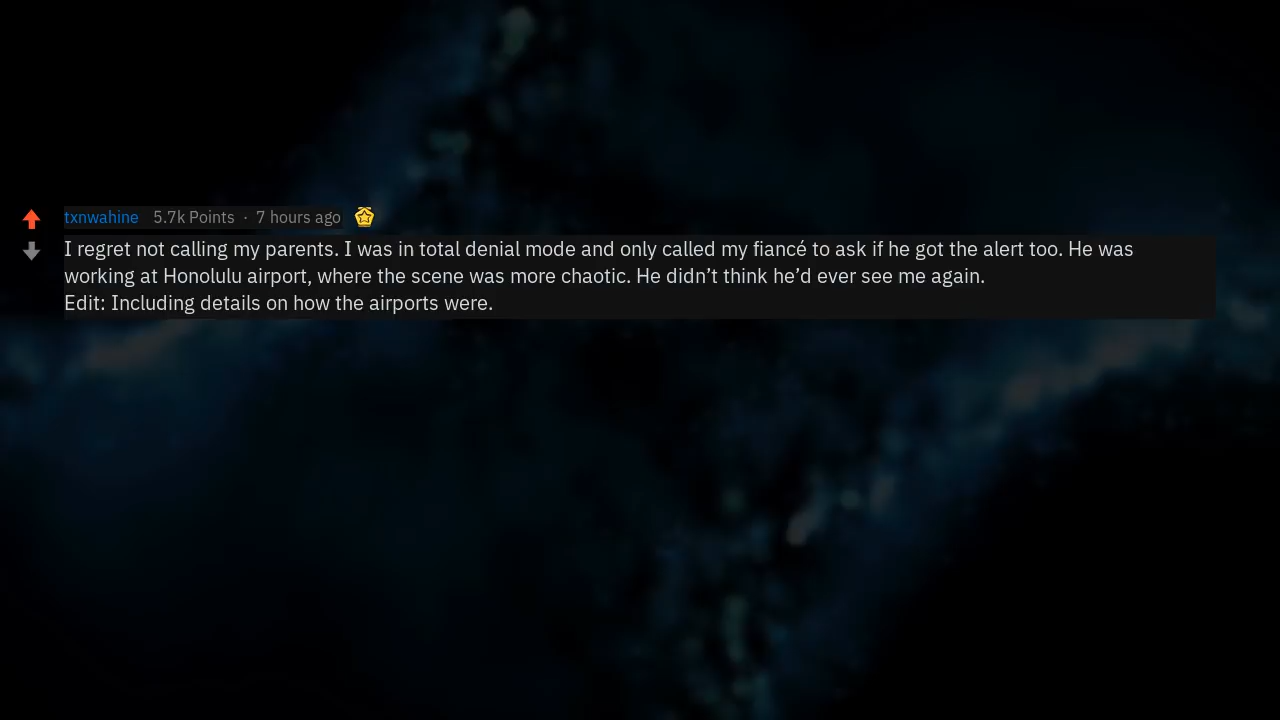 txnwahine 5.7k Points · 7 hours ago
I regret not calling my parents. I was in total denial mode and only called my fiancé to ask if he got the alert too. He was
working at Honolulu airport, where the scene was more chaotic. He didn’t think he’d ever see me again.
Edit: Including details on how the airports were.